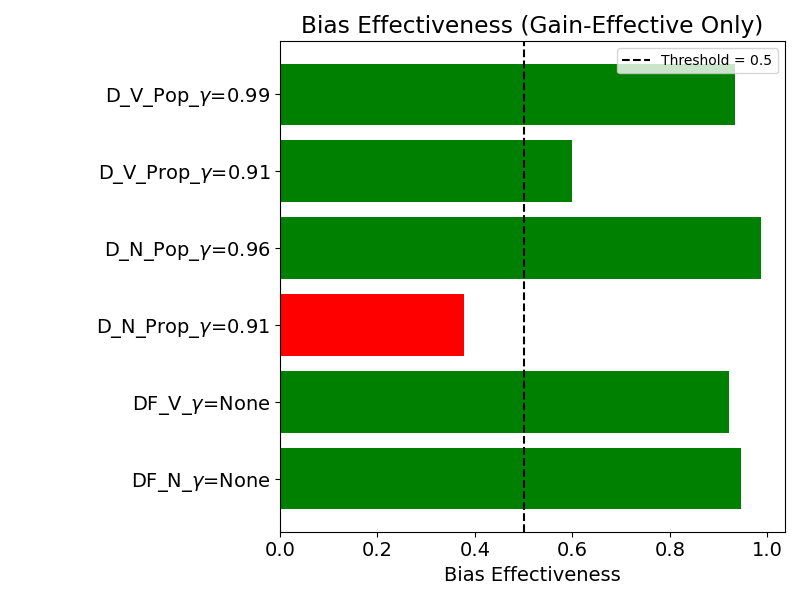 Bias Effectiveness (Gain-Effective Only)
Threshold = 0.5
D_V_Pop_γ=0.99
D_V_Prop_γ=0.91
D_N_Pop_γ=0.96
D_N_Prop_γ=0.91
DF_V_γ=None
DF_N_γ=None
0.0 0.2 0.4 0.6 0.8 1.0
Bias Effectiveness